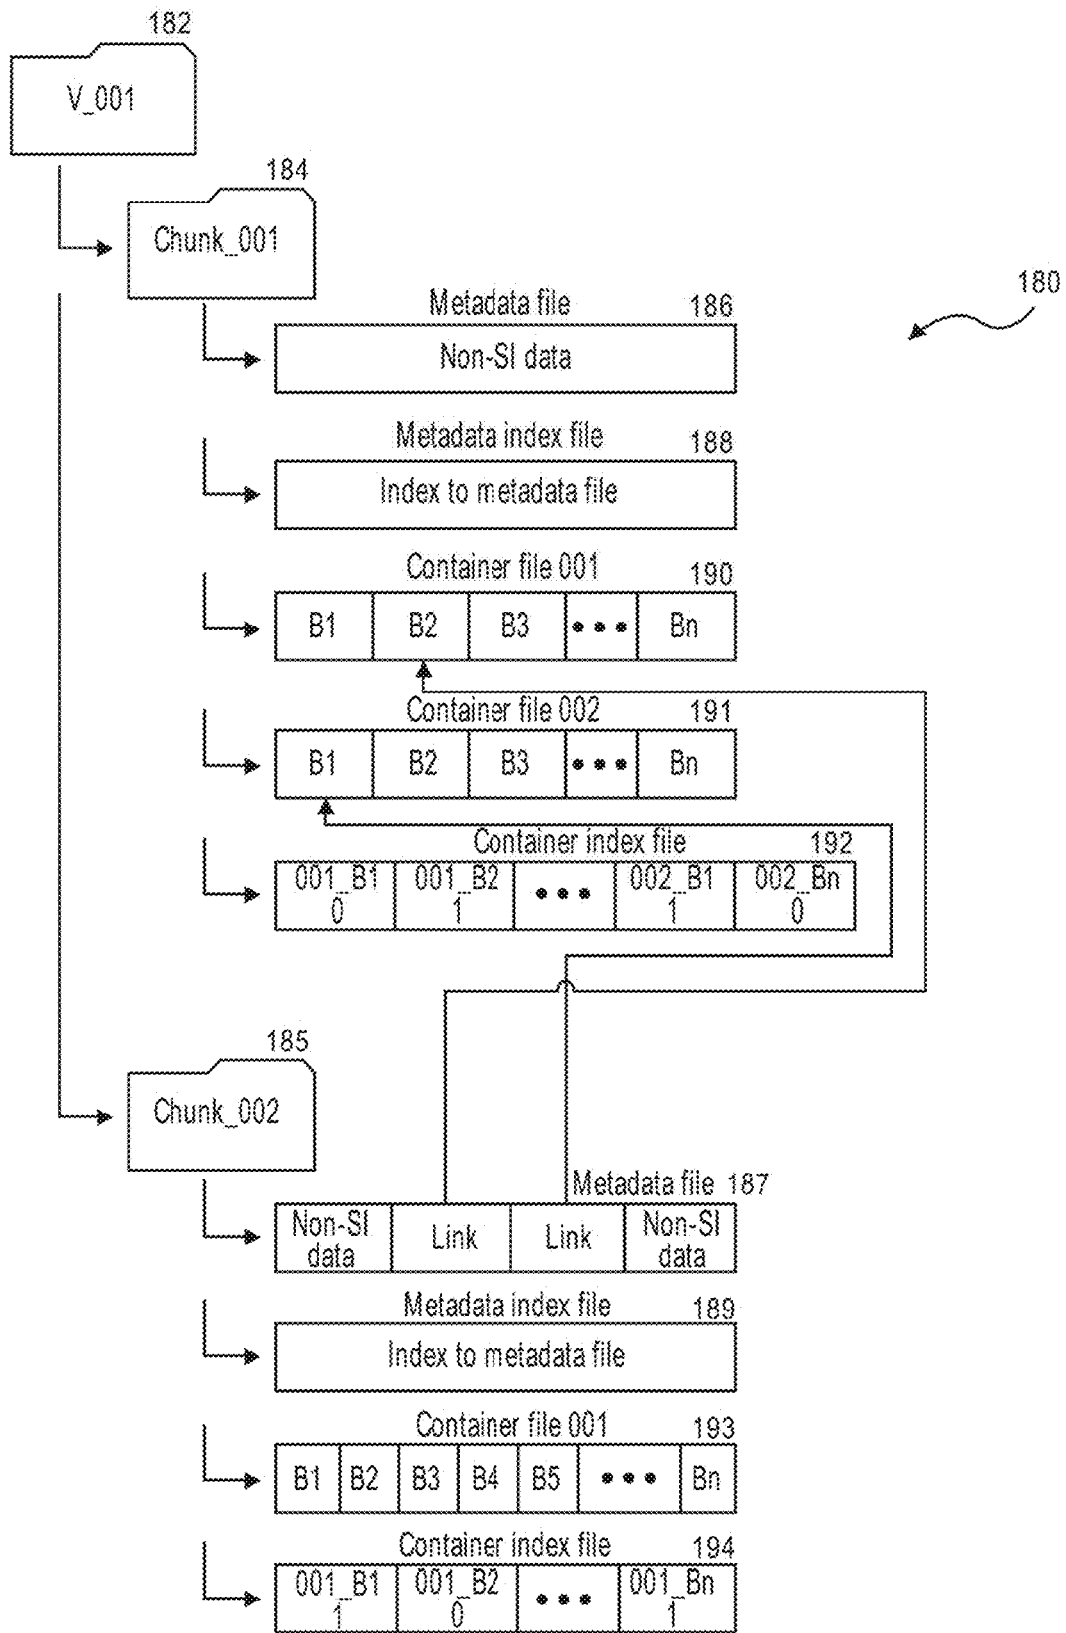 182
V_001
184
Chunk_001
180
Metadata file 186
Non-SI data
Metadata index file 188
Index to metadata file
Container file 001 190
B1 B2 B3 ••• Bn
Container file 002 191
B1 B2 B3 ••• Bn
Container index file 192
001_B1 001_B2 ••• 002_B1 002_Bn
0 1 1 0
185
Chunk_002
Metadata file 187
Non-SI Link Link Non-SI
data data
Metadata index file 189
Index to metadata file
Container file 001 193
B1 B2 B3 B4 B5 ••• Bn
Container index file 194
001_B1 001_B2 ••• 001_Bn
1 0 1